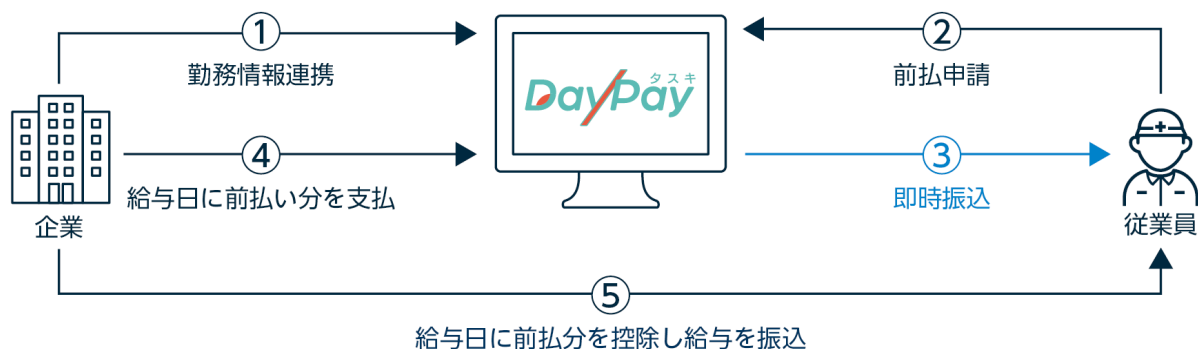 ①
勤務情報連携
②
前払申請
タスキ
DayPay
④
給与日に前払い分を支払
③
即時振込
企業
従業員
⑤
給与日に前払分を控除し給与を振込